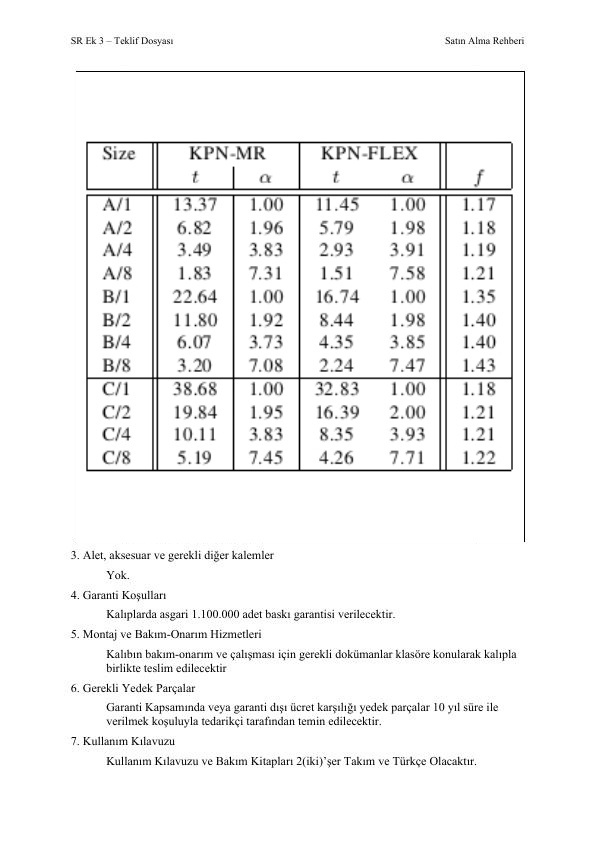 SR Ek 3 – Teklif Dosyası Satın Alma Rehberi
Size KPN-MR KPN-FLEX
t α t α f
A/1 13.37 1.00 11.45 1.00 1.17
A/2 6.82 1.96 5.79 1.98 1.18
A/4 3.49 3.83 2.93 3.91 1.19
A/8 1.83 7.31 1.51 7.58 1.21
B/1 22.64 1.00 16.74 1.00 1.35
B/2 11.80 1.92 8.44 1.98 1.40
B/4 6.07 3.73 4.35 3.85 1.40
B/8 3.20 7.08 2.24 7.47 1.43
C/1 38.68 1.00 32.83 1.00 1.18
C/2 19.84 1.95 16.39 2.00 1.21
C/4 10.11 3.83 8.35 3.93 1.21
C/8 5.19 7.45 4.26 7.71 1.22
3. Alet, aksesuar ve gerekli diğer kalemler
Yok.
4. Garanti Koşulları
Kalıplarda asgari 1.100.000 adet baskı garantisi verilecektir.
5. Montaj ve Bakım-Onarım Hizmetleri
Kalıbın bakım-onarım ve çalışması için gerekli dokümanlar klasöre konularak kalıpla
birlikte teslim edilecektir
6. Gerekli Yedek Parçalar
Garanti Kapsamında veya garanti dışı ücret karşılığı yedek parçalar 10 yıl süre ile
verilmek koşuluyla tedarikçi tarafından temin edilecektir.
7. Kullanım Kılavuzu
Kullanım Kılavuzu ve Bakım Kitapları 2(iki)’şer Takım ve Türkçe Olacaktır.